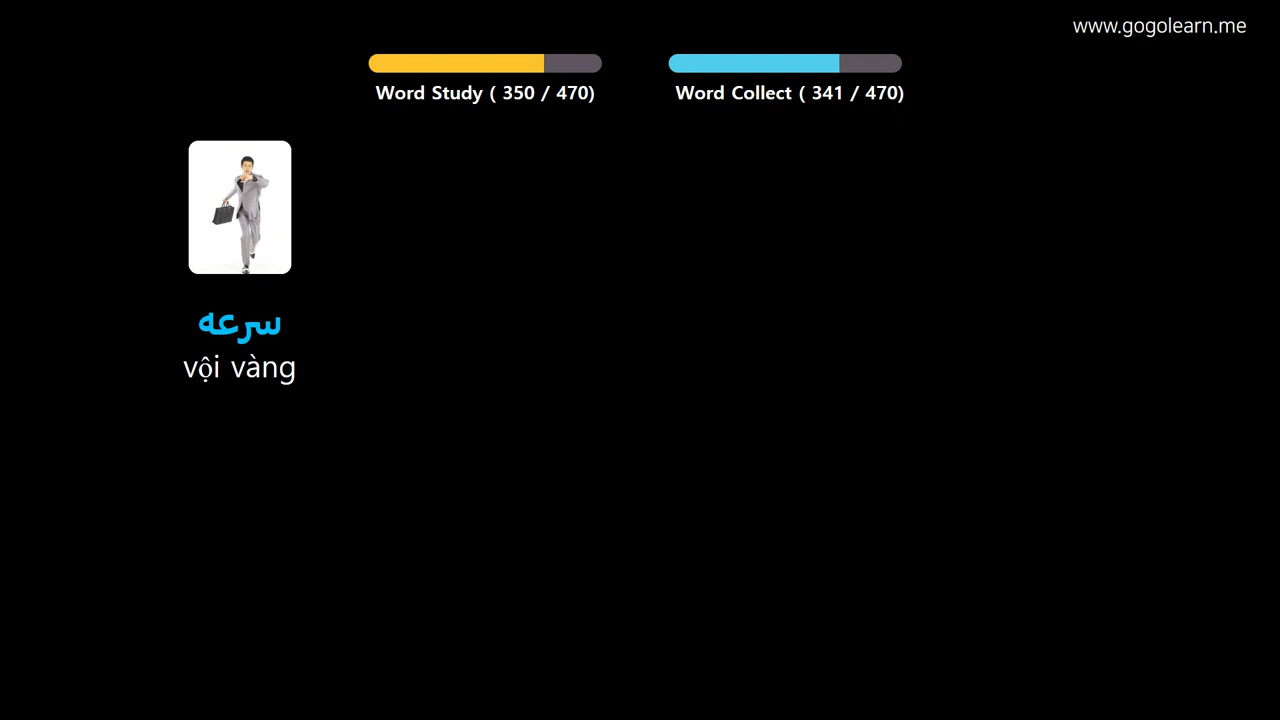 www.gogolearn.me
Word Study ( 350 / 470)
Word Collect ( 341 / 470)
سرعه
vội vàng